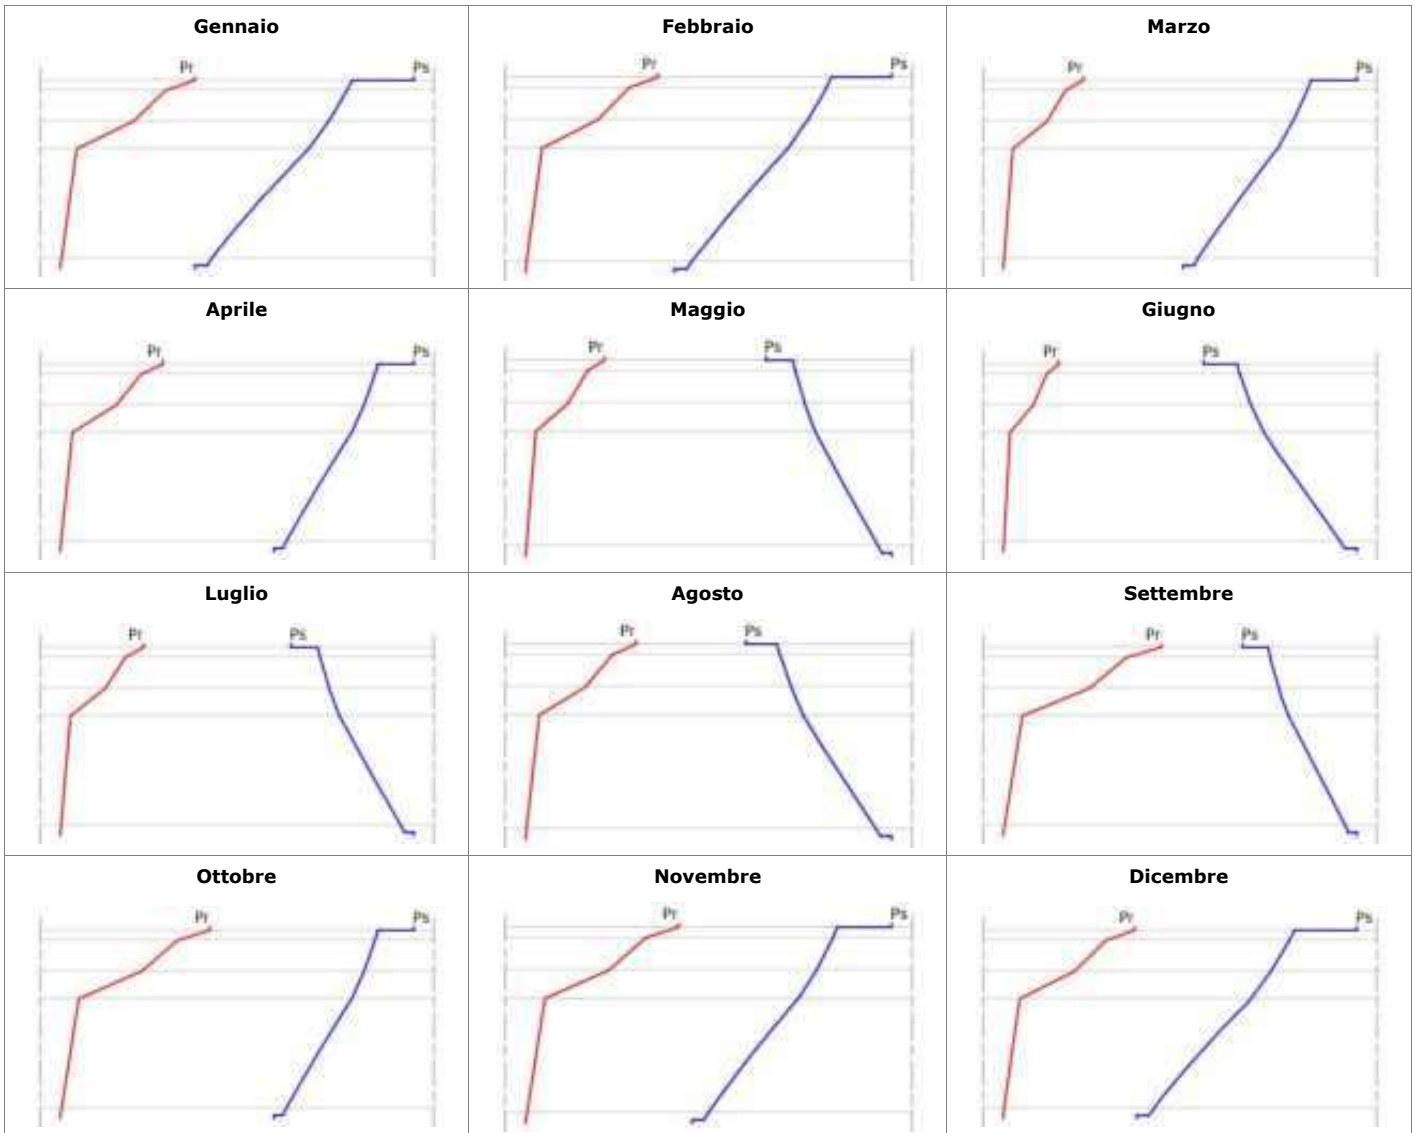 Gennaio Febbraio Marzo
Pr Ps Pr Ps Pr Ps
Aprile Maggio Giugno
Pr Ps Pr Ps Pr Ps
Luglio Agosto Settembre
Pr Ps Pr Ps Pr Ps
Ottobre Novembre Dicembre
Pr Ps Pr Ps Pr Ps